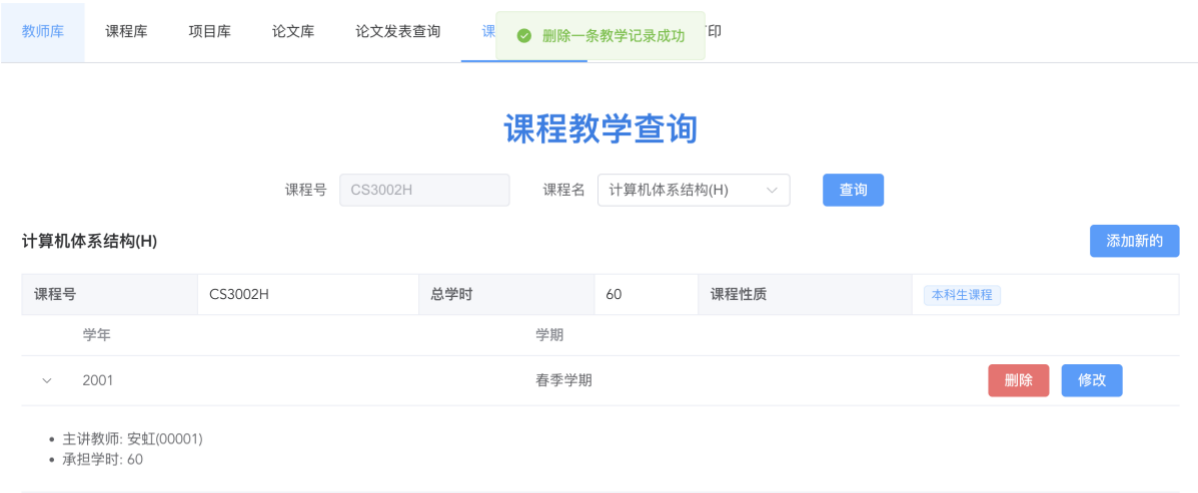 教师库 课程库 项目库 论文库 论文发表查询 课 印
删除一条教学记录成功
课程教学查询
课程号 CS3002H 课程名 计算机体系结构(H) 查询
计算机体系结构(H) 添加新的
课程号 CS3002H 总学时 60 课程性质 本科生课程
学年 学期
2001 春季学期 删除 修改
主讲教师: 安虹(00001)
承担学时: 60